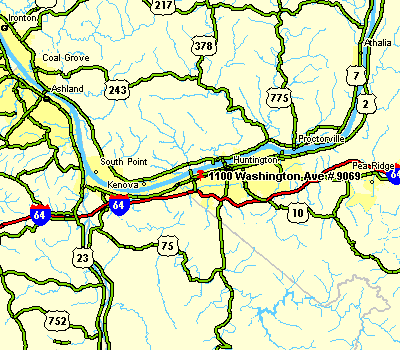 217
Ironton
378
Athalia
Coal Grove
7
243
Ashland
775
2
Proctorville
South Point
Huntington
Pea Ridge
1100 Washington Ave # 9069
64
Kenova
64
64
10
75
23
752